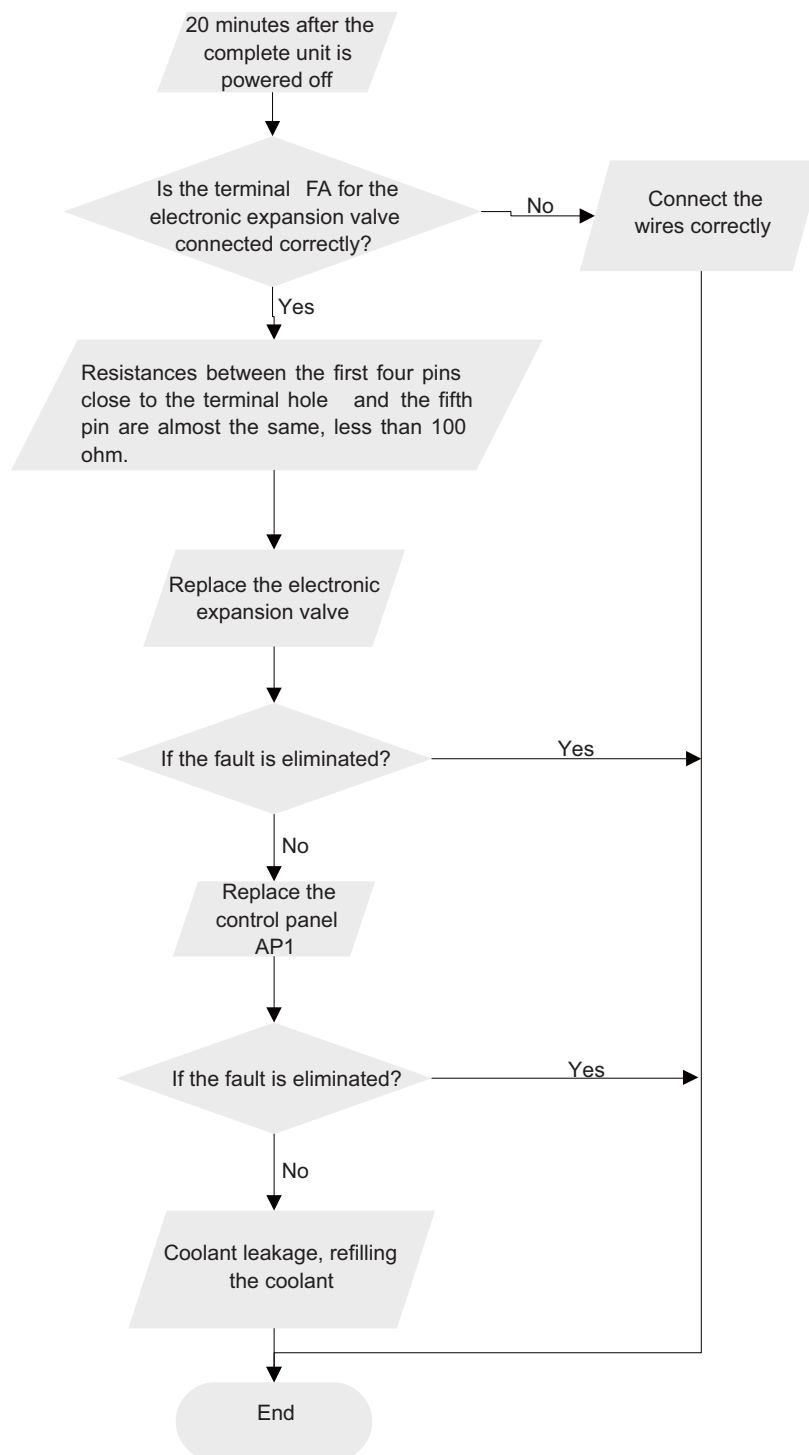 20 minutes after the
complete unit is
powered off
Is the terminal FA for the
electronic expansion valve
connected correctly?
No
Connect the
wires correctly
Yes
Resistances between the first four pins
close to the terminal hole and the fifth
pin are almost the same, less than 100
ohm.
Replace the electronic
expansion valve
If the fault is eliminated?
Yes
No
Replace the
control panel
AP1
If the fault is eliminated?
Yes
No
Coolant leakage, refilling
the coolant
End